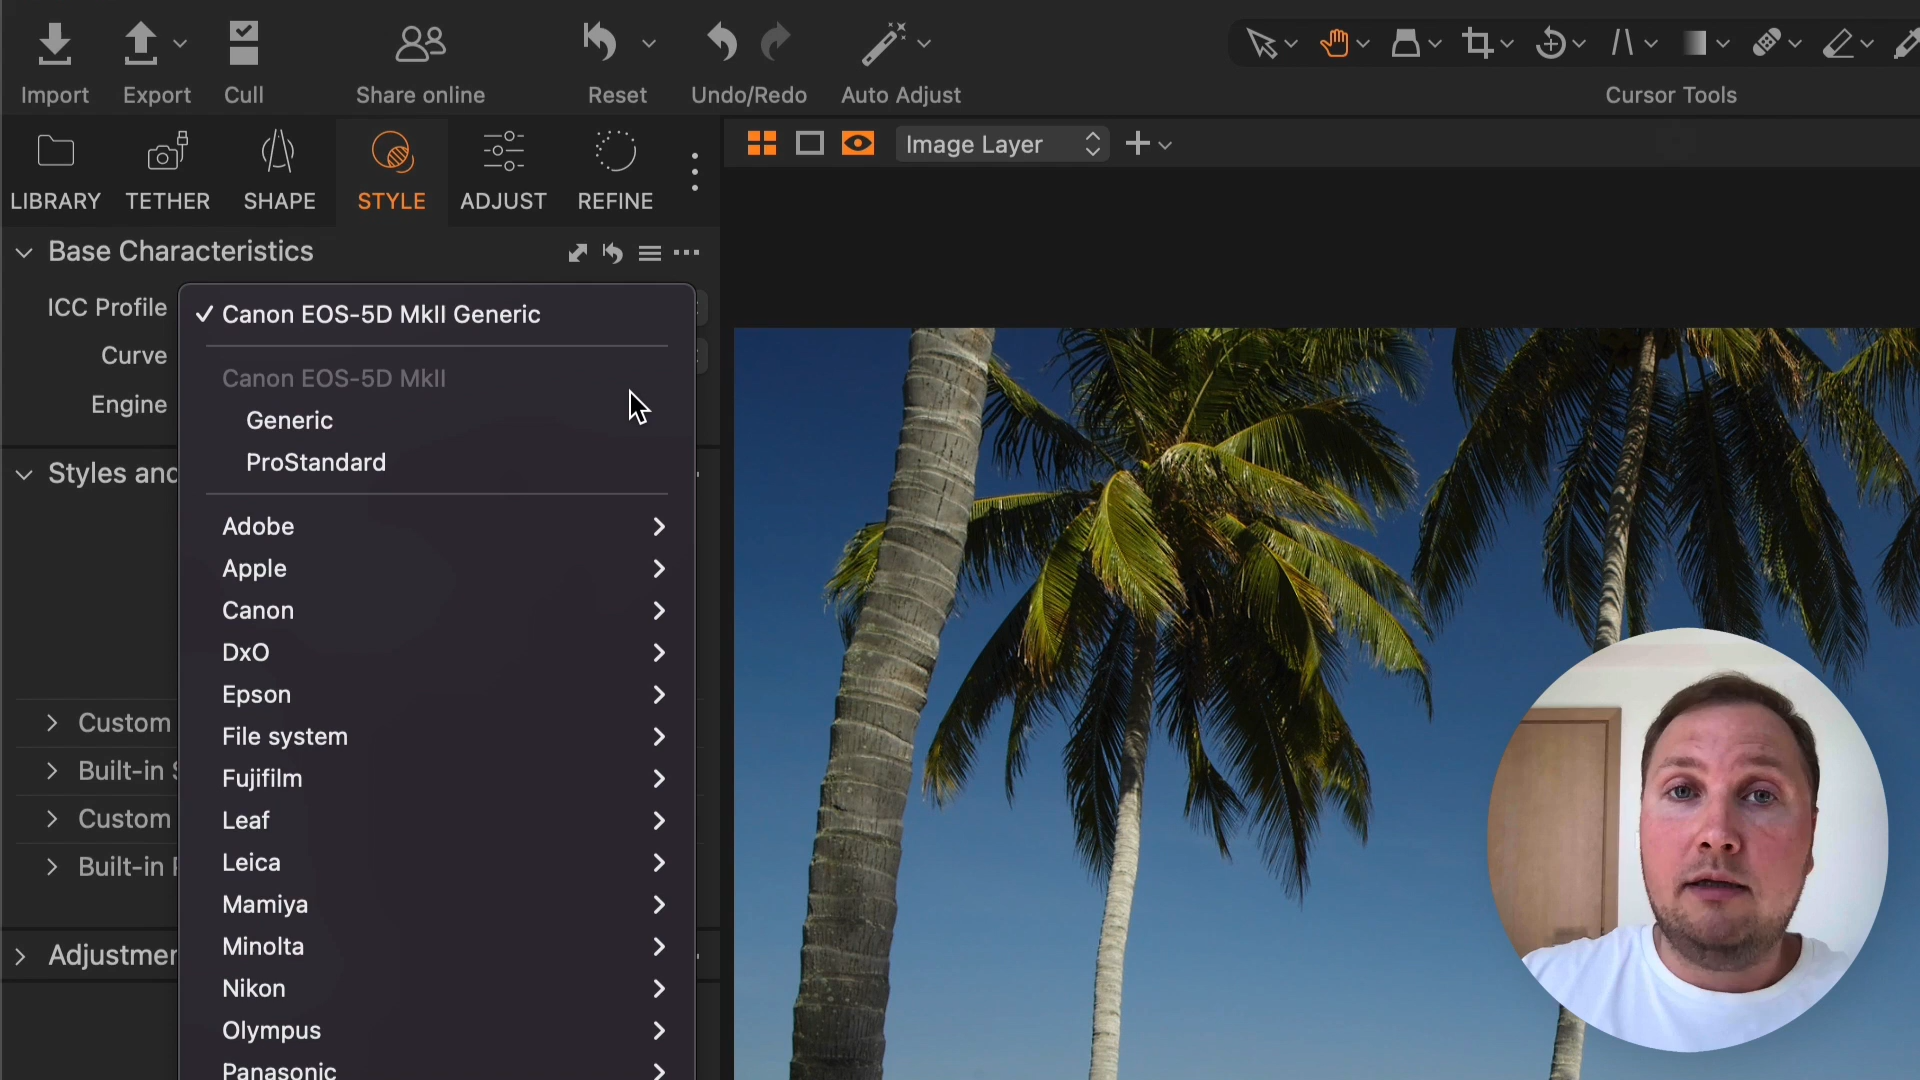 Import
Export
Cull
Share online
Reset
Undo/Redo
Auto Adjust
Cursor Tools
LIBRARY
TETHER
SHAPE
STYLE
ADJUST
REFINE
Image Layer
Base Characteristics
ICC Profile
Canon EOS-5D MkII Generic
Curve
Canon EOS-5D MkII
Engine
Generic
ProStandard
Styles and
Adobe
Apple
Canon
DxO
Epson
Custom
File system
Built-in
Fujifilm
Custom
Leaf
Built-in
Leica
Mamiya
Minolta
Adjustmen
Nikon
Olympus
Panasonic